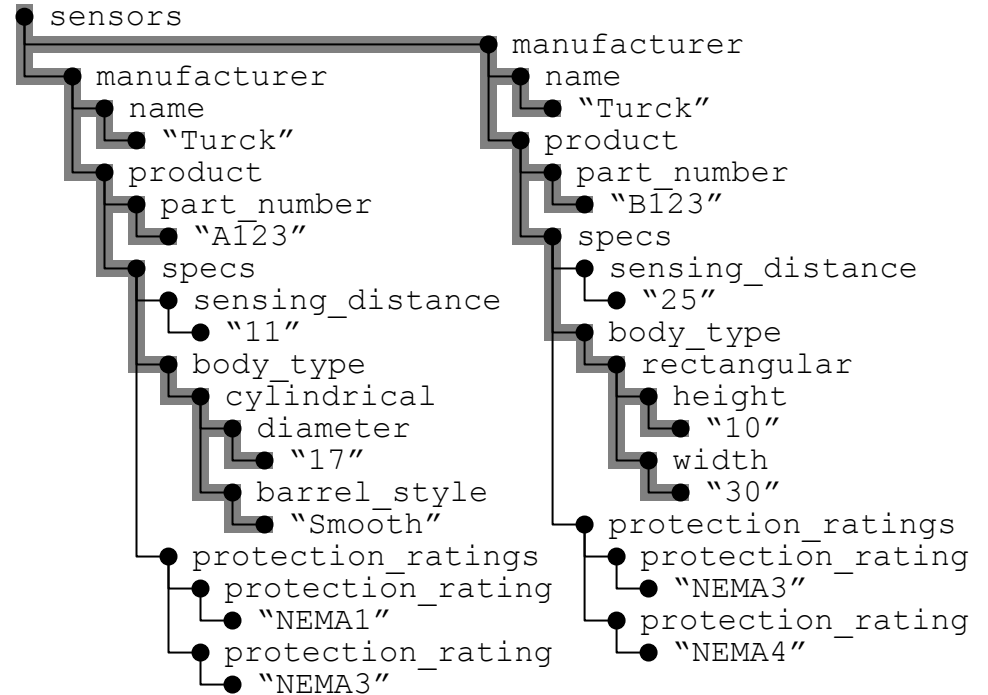 sensors
manufacturer
name
“Turck”
product
part_number
“A123”
specs
sensing_distance
“11”
body_type
cylindrical
diameter
“17”
barrel_style
“Smooth”
protection_ratings
protection_rating
“NEMA1”
protection_rating
“NEMA3”
manufacturer
name
“Turck”
product
part_number
“B123”
specs
sensing_distance
“25”
body_type
rectangular
height
“10”
width
“30”
protection_ratings
protection_rating
“NEMA3”
protection_rating
“NEMA4”